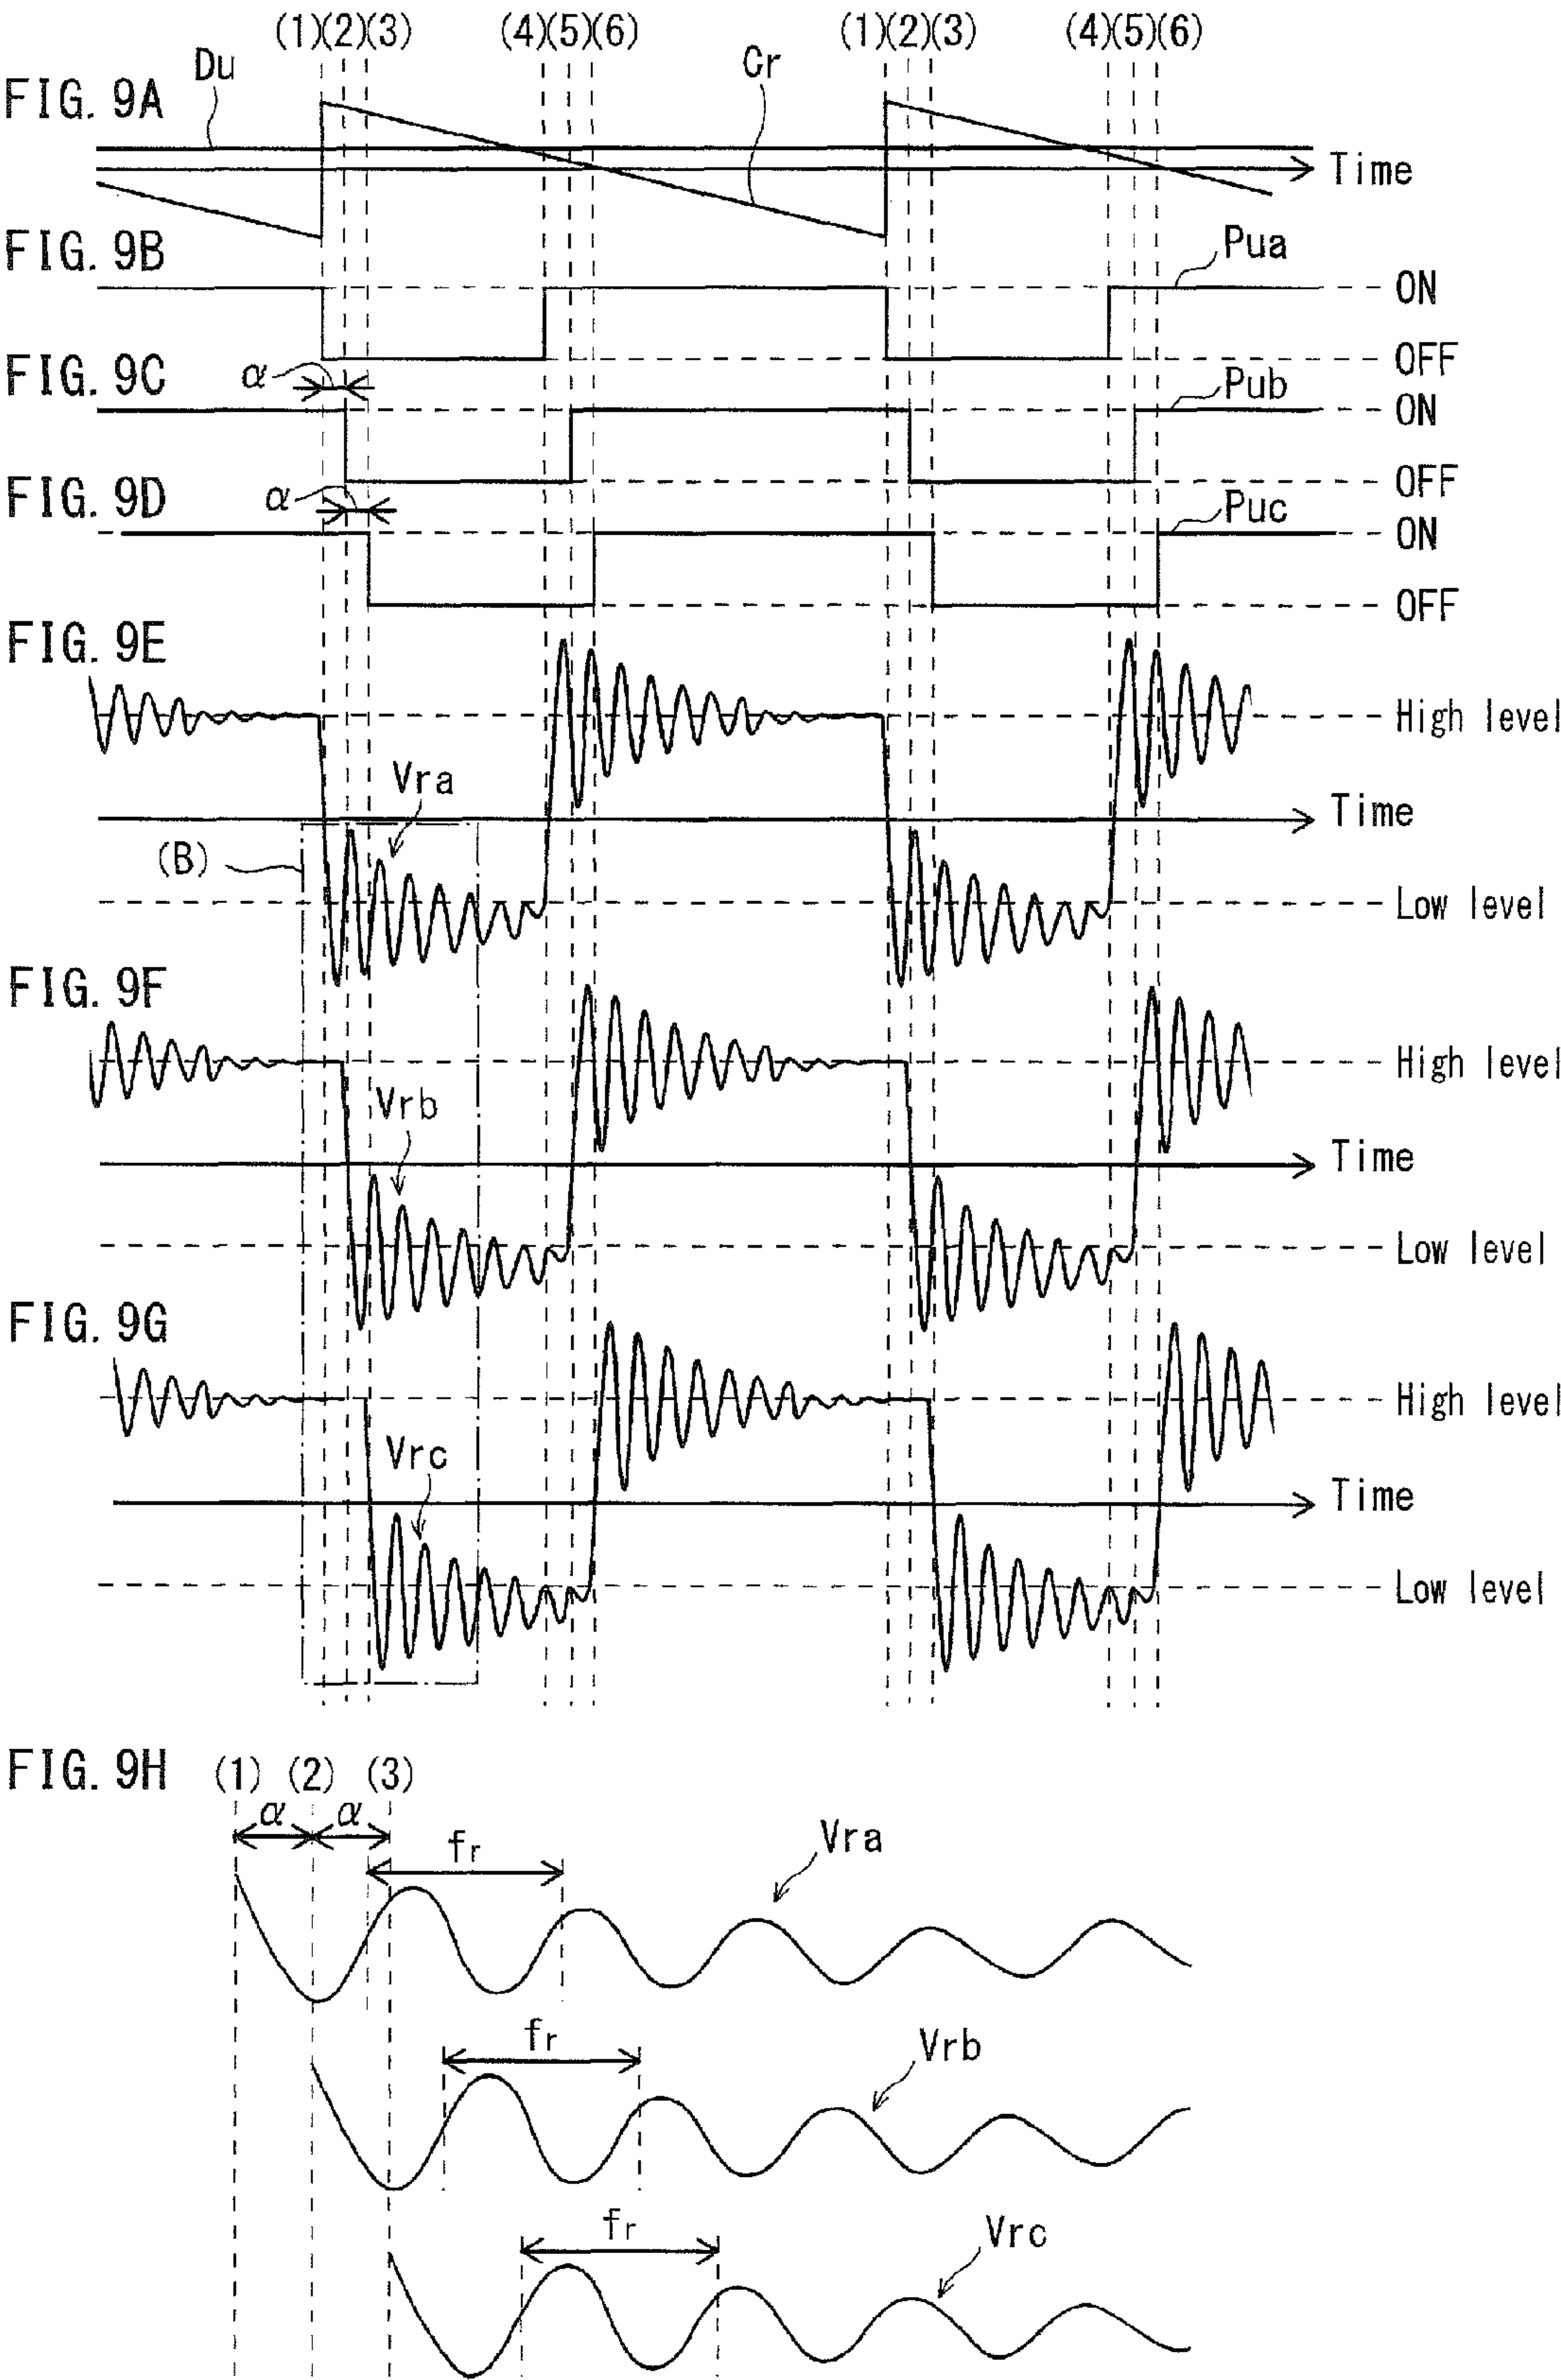 (1)(2)(3) (4)(5)(6) (1)(2)(3) (4)(5)(6)
FIG. 9A Du Cr
Time
FIG. 9B Pua
ON
OFF
FIG. 9C α Pub
ON
OFF
FIG. 9D α Puc
ON
OFF
FIG. 9E
High level
Vra
Time
(B)
Low level
FIG. 9F
High level
Vrb
Time
Low level
FIG. 9G
High level
Vrc
Time
Low level
FIG. 9H (1) (2) (3)
α α
fr Vra
fr Vrb
fr Vrc